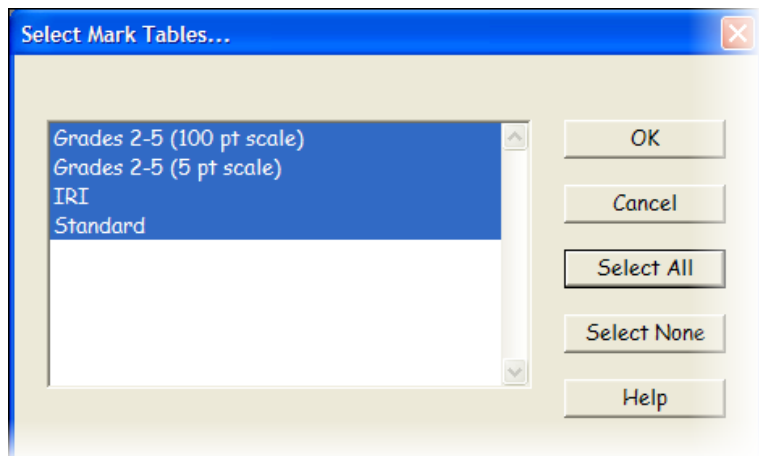 Select Mark Tables...
Grades 2-5 (100 pt scale)
Grades 2-5 (5 pt scale)
IRI
Standard
OK
Cancel
Select All
Select None
Help